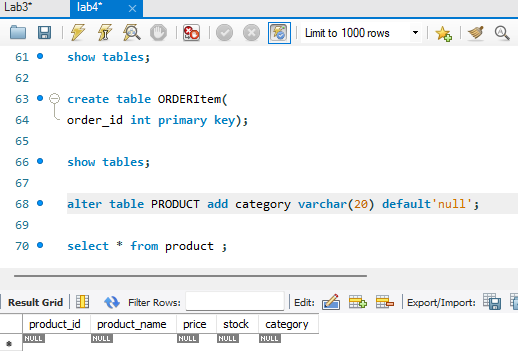 Lab3* lab4*
Limit to 1000 rows
61 show tables;
62
63 create table ORDERItem(
64 order_id int primary key);
65
66 show tables;
67
68 alter table PRODUCT add category varchar(20) default'null';
69
70 select * from product ;
Result Grid Filter Rows: Edit: Export/Import:
product_id product_name price stock category
* NULL NULL NULL NULL NULL